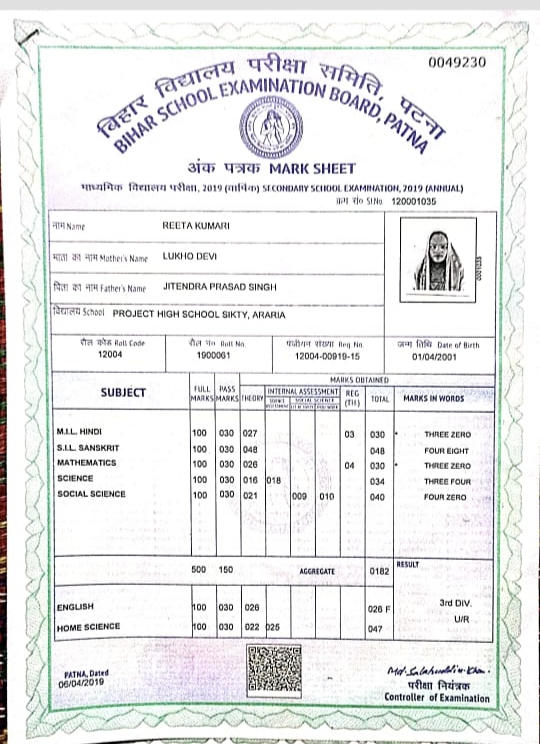 0049230
बिहार विद्यालय परीक्षा समिति, पटना
BIHAR SCHOOL EXAMINATION BOARD, PATNA
अंक पत्रक MARK SHEET
माध्यमिक विद्यालय परीक्षा, 2019 (वार्षिक) SECONDARY SCHOOL EXAMINATION, 2019 (ANNUAL)
क्रम सं० Sl No. 120001035
नाम Name REETA KUMARI
माता का नाम Mother's Name LUKHO DEVI
पिता का नाम Father's Name JITENDRA PRASAD SINGH
विद्यालय School PROJECT HIGH SCHOOL SIKTY, ARARIA
रौल कोड Roll Code रौल नं० Roll No. पंजीयन संख्या Reg No. जन्म तिथि Date of Birth
12004 1900061 12004-00919-15 01/04/2001
MARKS OBTAINED
SUBJECT FULL MARKS PASS MARKS THEORY INTERNAL ASSESSMENT REG (TH) TOTAL MARKS IN WORDS
M.I.L. HINDI 100 030 027 03 030 * THREE ZERO
S.I.L. SANSKRIT 100 030 048 048 FOUR EIGHT
MATHEMATICS 100 030 026 04 030 * THREE ZERO
SCIENCE 100 030 016 018 034 THREE FOUR
SOCIAL SCIENCE 100 030 021 009 010 040 FOUR ZERO
500 150 AGGREGATE 0182 RESULT
ENGLISH 100 030 026 026 F 3rd DIV.
U/R
HOME SCIENCE 100 030 022 025 047
PATNA, Dated
06/04/2019
परीक्षा नियंत्रक
Controller of Examination